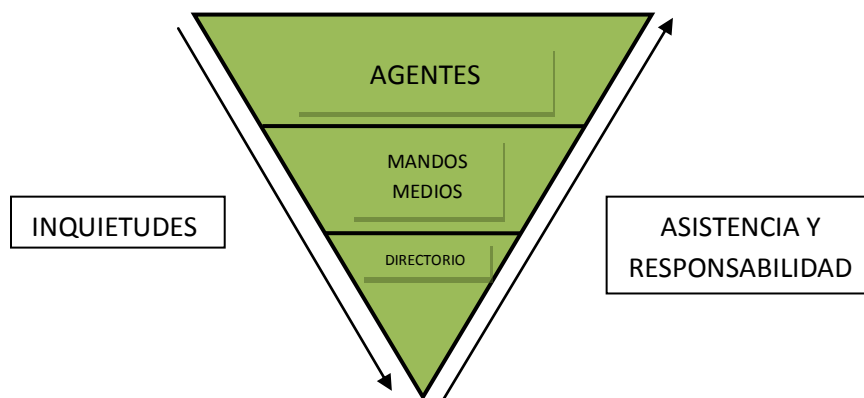 AGENTES
MANDOS
MEDIOS
DIRECTORIO
INQUIETUDES
ASISTENCIA Y
RESPONSABILIDAD